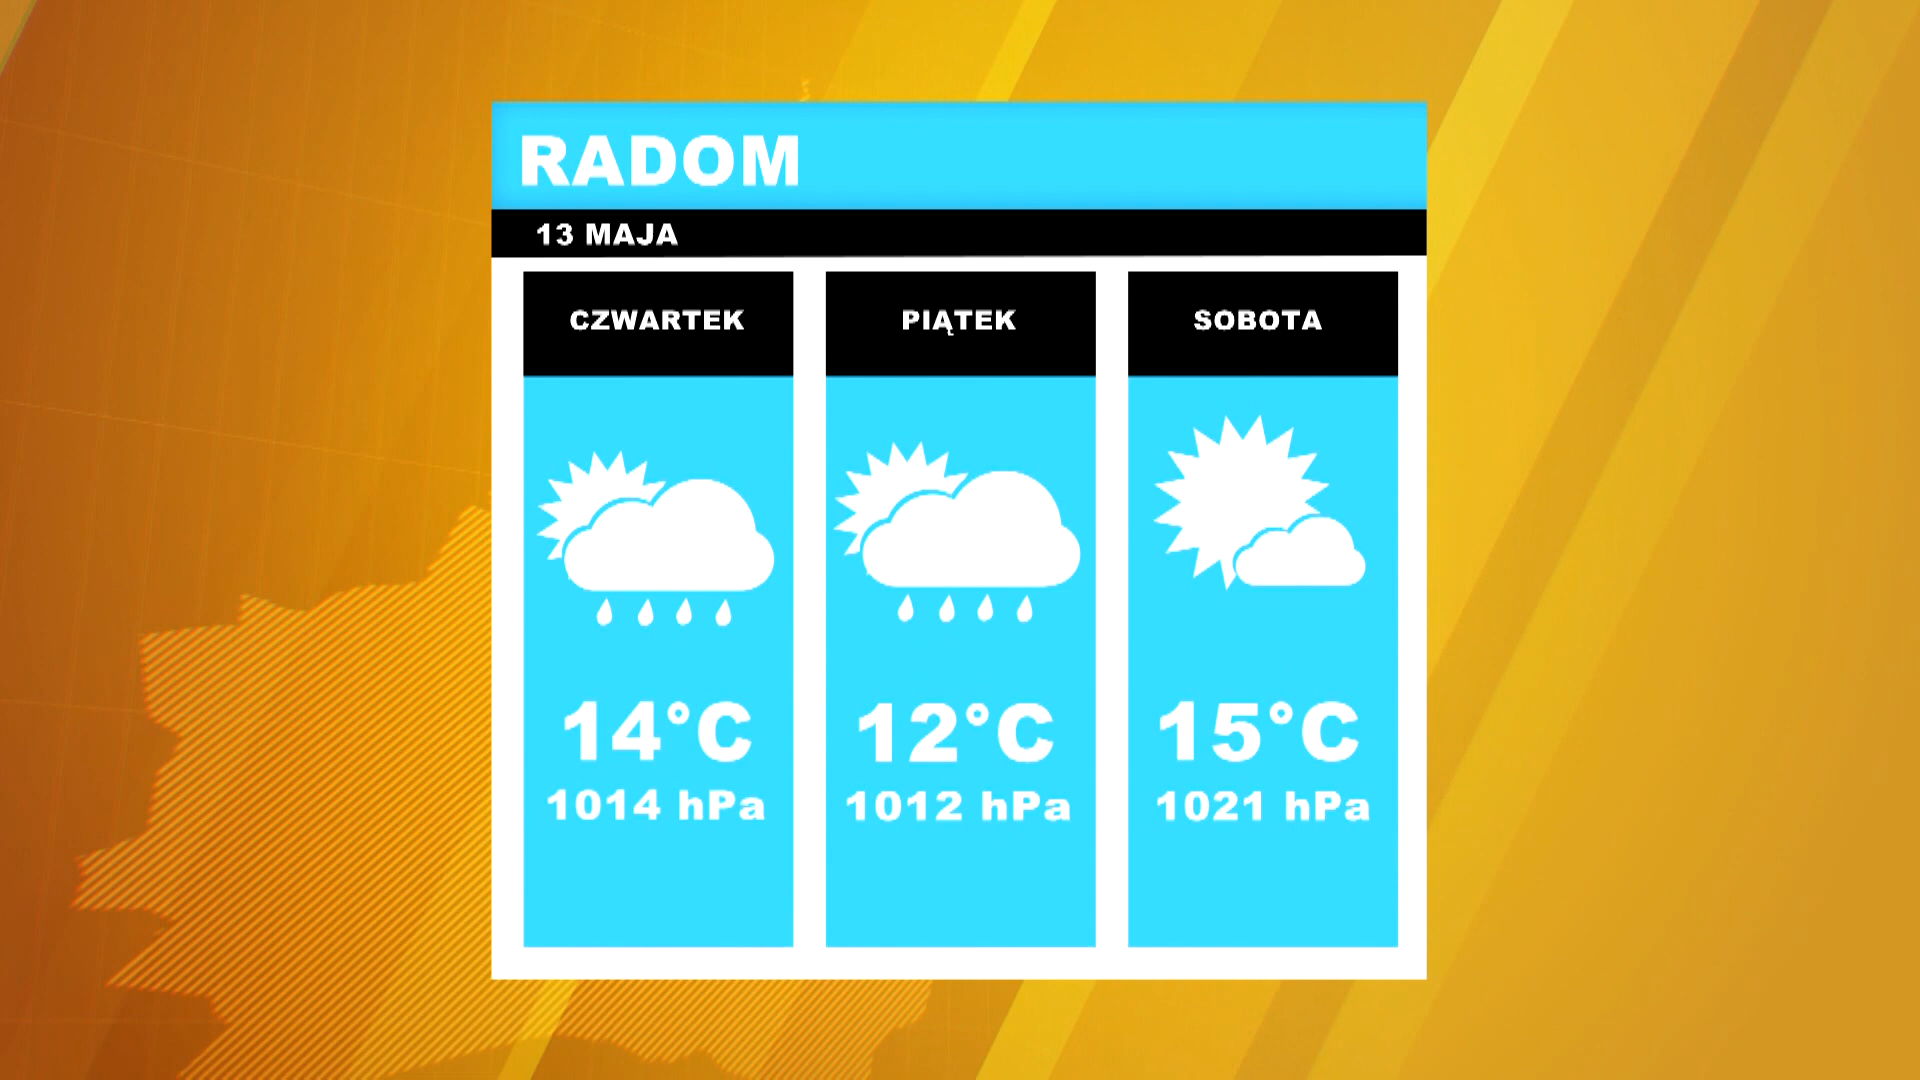 RADOM
13 MAJA
CZWARTEK
PIĄTEK
SOBOTA
14°C
12°C
15°C
1014 hPa
1012 hPa
1021 hPa